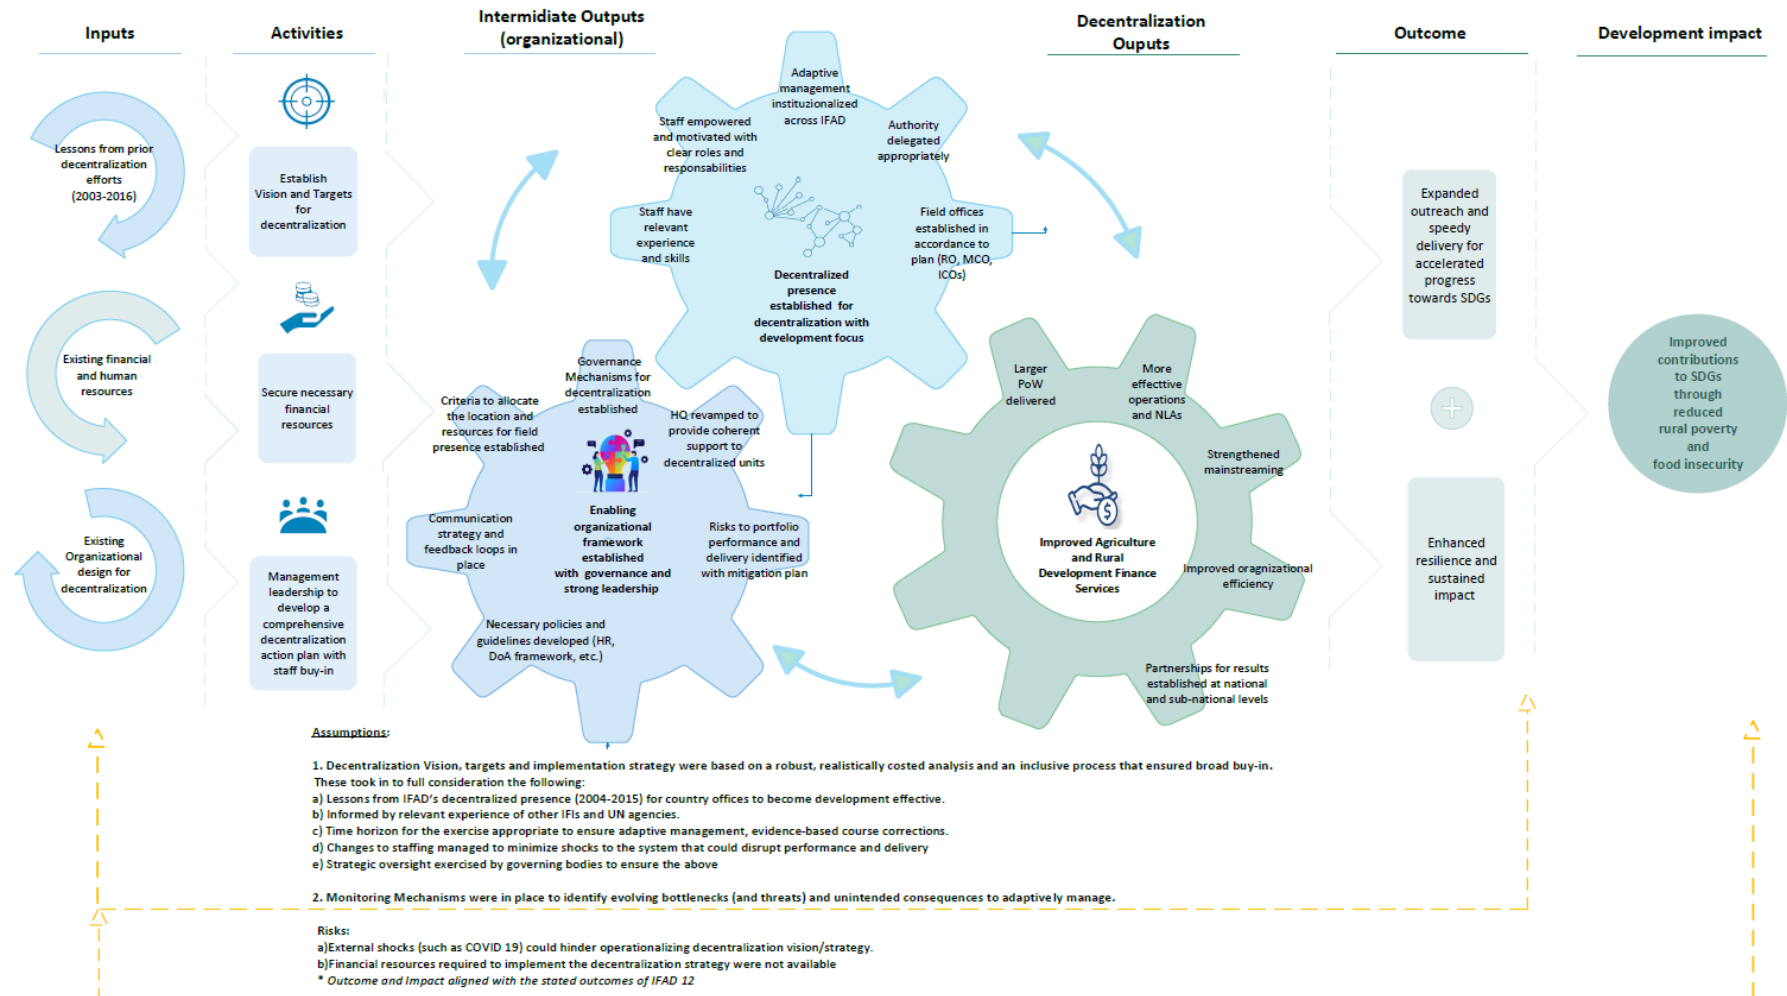 Inputs
Activities
Intermidiate Outputs
(organizational)
Decentralization
Ouputs
Outcome
Development impact
Lessons from prior
decentralization
efforts
(2003-2016)
Existing financial
and human
resources
Existing
Organizational
design for
decentralization
Establish
Vision and Targets
for
decentralization
Secure necessary
financial
resources
Management
leadership to
develop a
comprehensive
decentralization
action plan with
staff buy-in
Adaptive
management
instituzionalized
across IFAD
Staff empowered
and motivated with
clear roles and
responsabilities
Authority
delegated
appropriately
Staff have
relevant
experience
and skills
Field offices
established in
accordance to
plan (RO, MCO,
ICOs)
Decentralized
presence
established for
decentralization with
development focus
Governance
Mechanisms for
decentralization
established
Criteria to allocate
the location and
resources for field
presence established
HQ revamped to
provide coherent
support to
decentralized units
Communication
strategy and
feedback loops in
place
Enabling
organizational
framework
established
with governance and
strong leadership
Risks to portfolio
performance and
delivery identified
with mitigation plan
Necessary policies and
guidelines developed (HR,
DoA framework, etc.)
Larger
PoW
delivered
More
effecttive
operations
and NLAs
Strengthened
mainstreaming
$
Improved Agriculture
and Rural
Development Finance
Services
Improved oragnizational
efficiency
Partnerships for results
established at national
and sub-national levels
Expanded
outreach and
speedy
delivery for
accelerated
progress
towards SDGs
Enhanced
resilience and
sustained
impact
Improved
contributions
to SDGs
through
reduced
rural poverty
and
food insecurity
Assumptions:
1. Decentralization Vision, targets and implementation strategy were based on a robust, realistically costed analysis and an inclusive process that ensured broad buy-in.
These took in to full consideration the following:
a) Lessons from IFAD's decentralized presence (2004-2015) for country offices to become development effective.
b) Informed by relevant experience of other IFIs and UN agencies.
c) Time horizon for the exercise appropriate to ensure adaptive management, evidence-based course corrections.
d) Changes to staffing managed to minimize shocks to the system that could disrupt performance and delivery
e) Strategic oversight exercised by governing bodies to ensure the above
2. Monitoring Mechanisms were in place to identify evolving bottlenecks (and threats) and unintended consequences to adaptively manage.
Risks:
a)External shocks (such as COVID 19) could hinder operationalizing decentralization vision/strategy.
b)Financial resources required to implement the decentralization strategy were not available
* Outcome and Impact aligned with the stated outcomes of IFAD 12